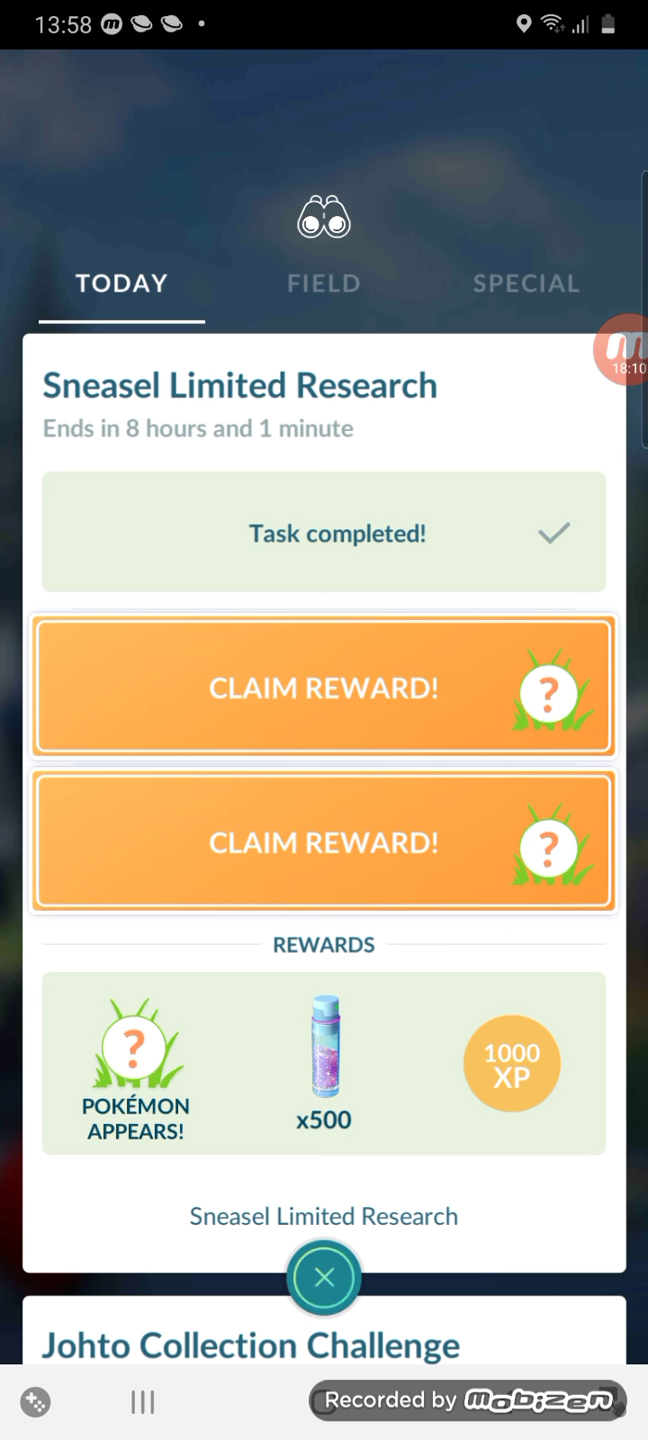 13:58
TODAY
FIELD
SPECIAL
18:10
Sneasel Limited Research
Ends in 8 hours and 1 minute
Task completed!
CLAIM REWARD!
?
CLAIM REWARD!
?
REWARDS
?
POKÉMON
APPEARS!
x500
1000
XP
Sneasel Limited Research
Johto Collection Challenge
Recorded by mobizen